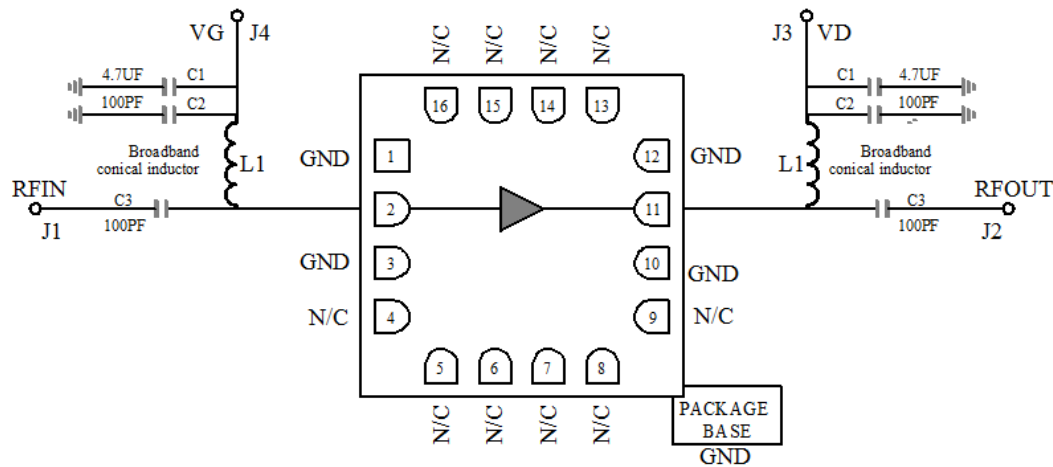 VG J4
N/C N/C N/C N/C
J3 VD
4.7UF C1
100PF C2
C1 4.7UF
C2 100PF
16 15 14 13
Broadband
conical inductor
L1
GND 1
12 GND
L1
Broadband
conical inductor
RFIN
C3
100PF
J1
2
11
RFOUT
C3
100PF
J2
GND 3
10 GND
N/C 4
9 N/C
5 6 7 8
N/C N/C N/C N/C
PACKAGE
BASE
GND